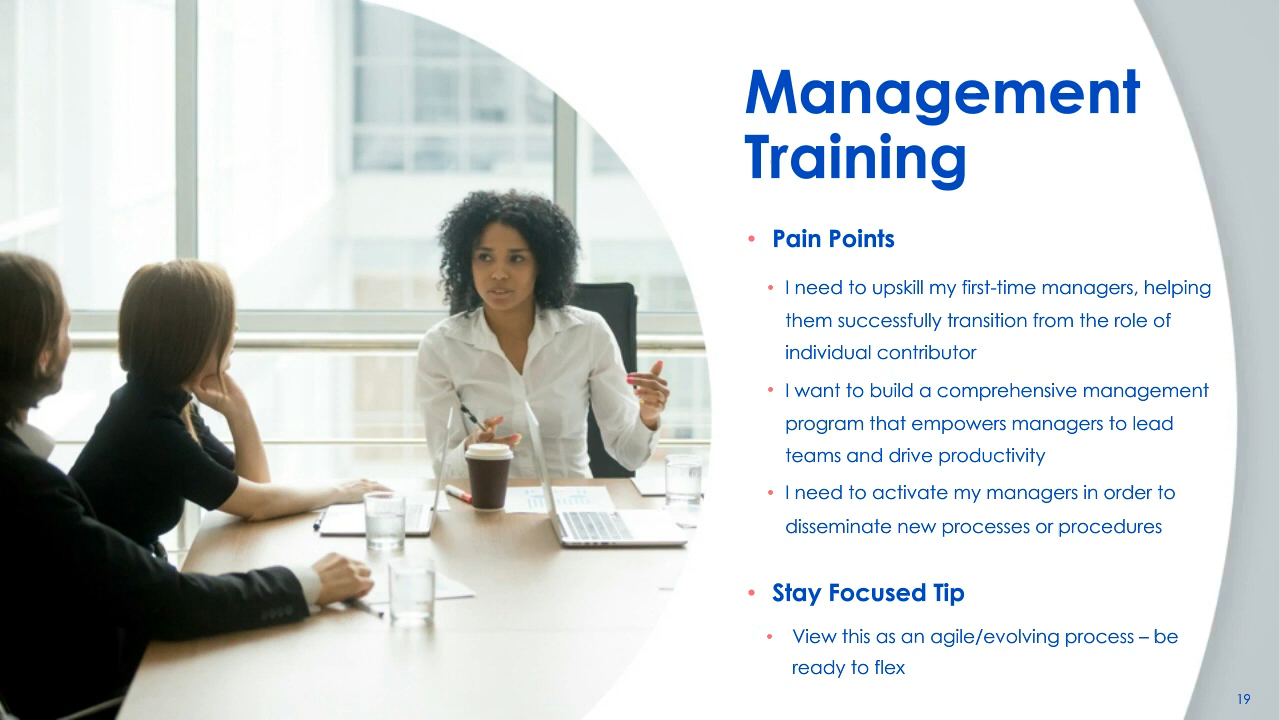 Management
Training
• Pain Points
• I need to upskill my first-time managers, helping
them successfully transition from the role of
individual contributor
• I want to build a comprehensive management
program that empowers managers to lead
teams and drive productivity
• I need to activate my managers in order to
disseminate new processes or procedures
• Stay Focused Tip
• View this as an agile/evolving process – be
ready to flex
19